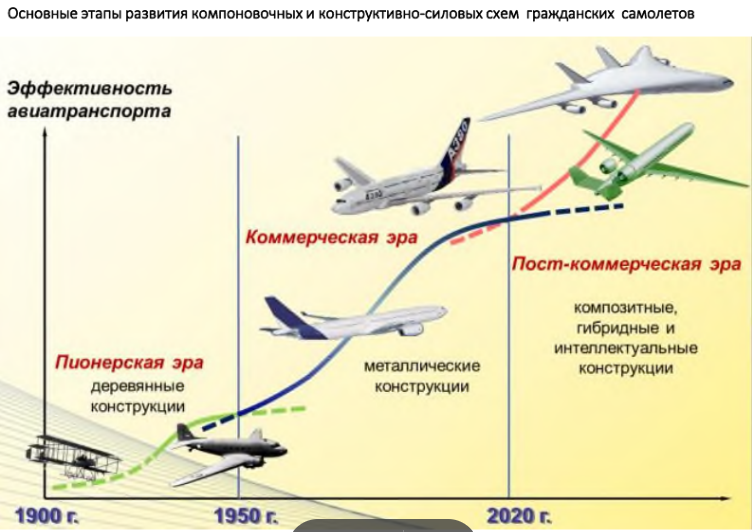 Основные этапы развития компоновочных и конструктивно-силовых схем гражданских самолетов
Эффективность
авиатранспорта
A380
Коммерческая эра
Пост-коммерческая эра
композитные,
гибридные и
интеллектуальные
конструкции
Пионерская эра
деревянные
конструкции
металлические
конструкции
1900 г.
1950 г.
2020 г.